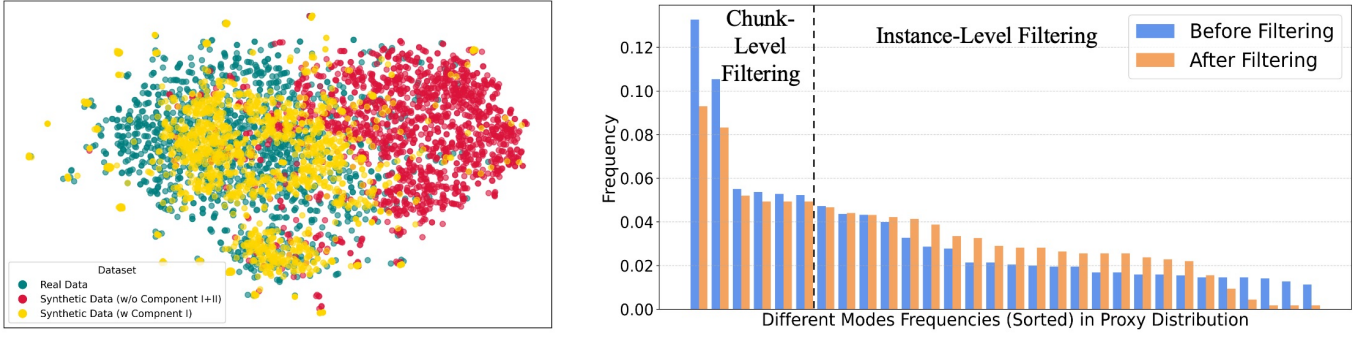 Dataset
Real Data
Synthetic Data (w/o Component I+II)
Synthetic Data (w Compnent I)
Chunk-
Level
Filtering
Instance-Level Filtering
Before Filtering
After Filtering
Frequency
0.12
0.10
0.08
0.06
0.04
0.02
0.00
Different Modes Frequencies (Sorted) in Proxy Distribution